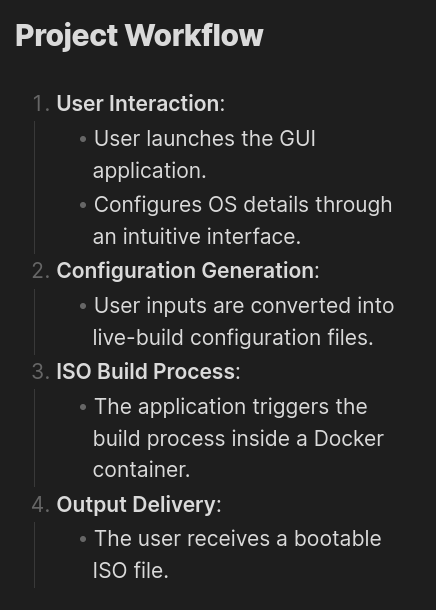 Project Workflow
1. User Interaction:
• User launches the GUI
application.
• Configures OS details through
an intuitive interface.
2. Configuration Generation:
• User inputs are converted into
live-build configuration files.
3. ISO Build Process:
• The application triggers the
build process inside a Docker
container.
4. Output Delivery:
• The user receives a bootable
ISO file.